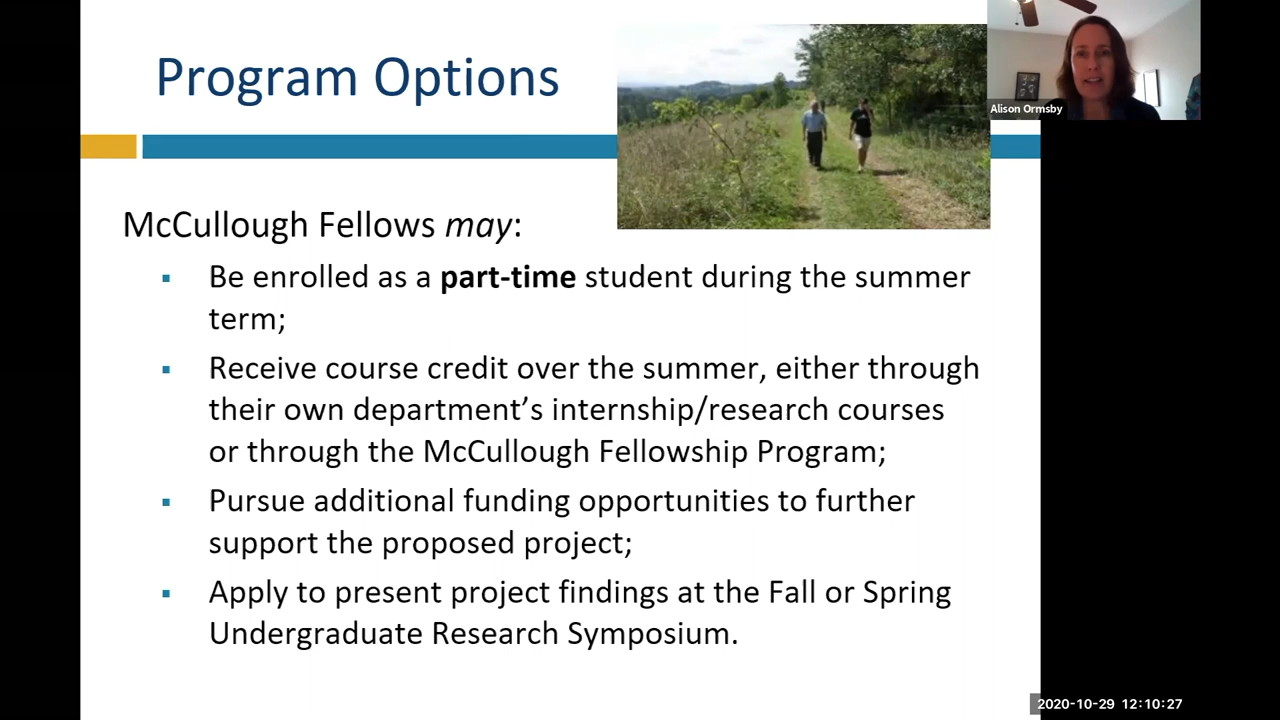 Program Options
Alison Ormsby
McCullough Fellows may:
▪ Be enrolled as a part-time student during the summer
term;
▪ Receive course credit over the summer, either through
their own department’s internship/research courses
or through the McCullough Fellowship Program;
▪ Pursue additional funding opportunities to further
support the proposed project;
▪ Apply to present project findings at the Fall or Spring
Undergraduate Research Symposium.
2020-10-29 12:10:27